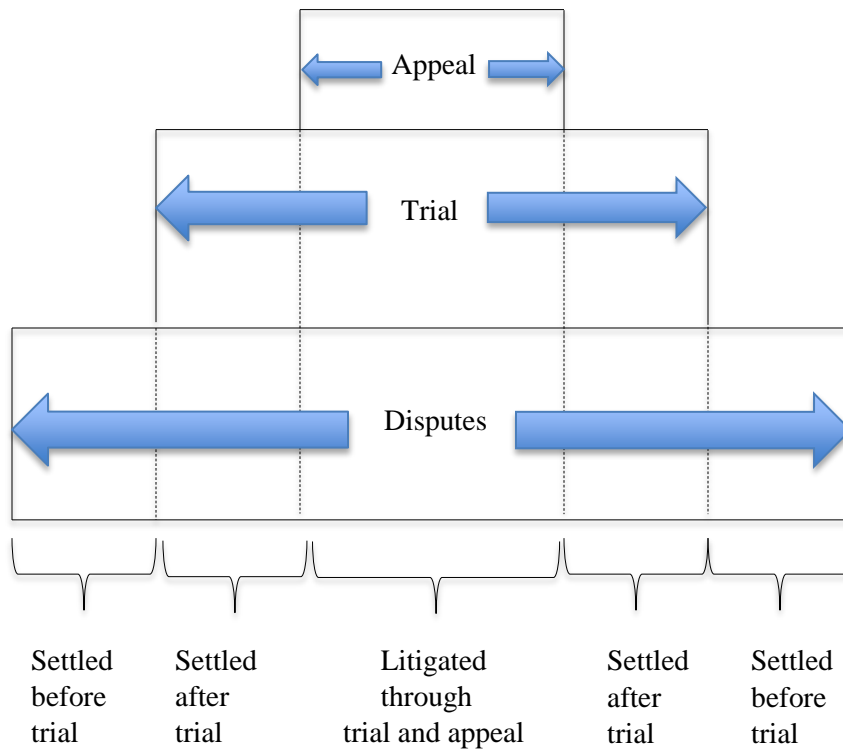 Appeal
Trial
Disputes
Settled
before
trial
Settled
after
trial
Litigated
through
trial and appeal
Settled
after
trial
Settled
before
trial